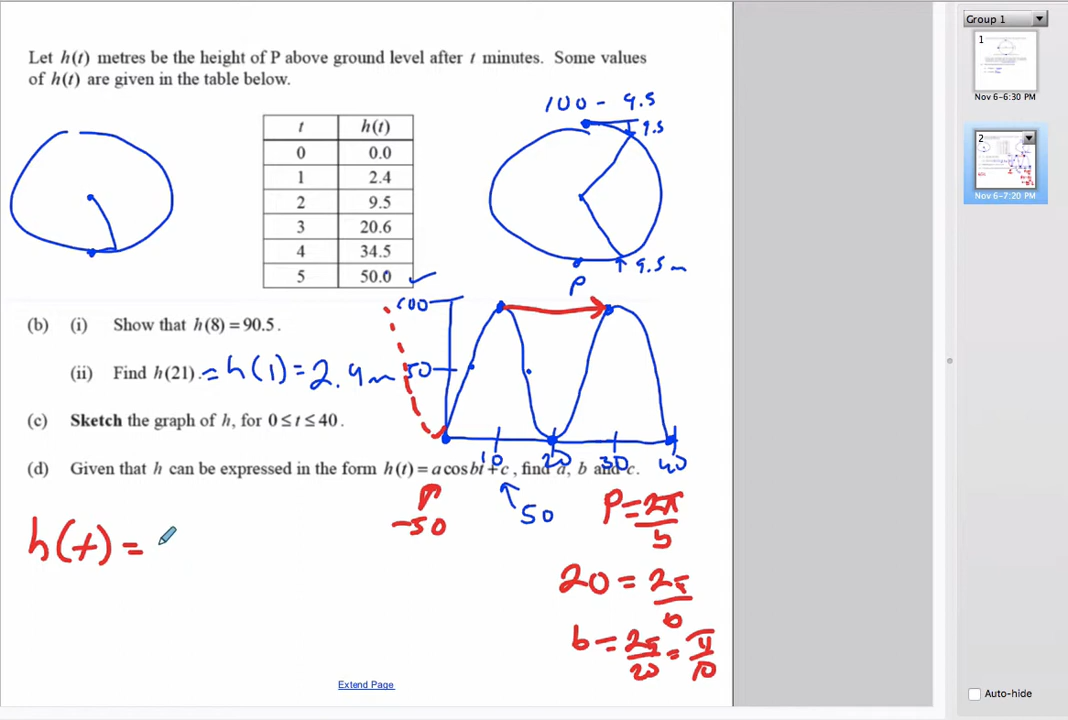 Group 1
1
Nov 6-6:30 PM
2
Nov 6-7:20 PM
Let h(t) metres be the height of P above ground level after t minutes. Some values
of h(t) are given in the table below.
100 - 9.5
9.5
t h(t)
0 0.0
1 2.4
2 9.5
3 20.6
4 34.5
5 50.0
9.5 m
P
100
(b) (i) Show that h(8) = 90.5.
(ii) Find h(21). = h(1) = 2.4 m
50
(c) Sketch the graph of h, for 0 ≤ t ≤ 40.
10 20 30 40
(d) Given that h can be expressed in the form h(t) = a cos bt + c, find a, b and c.
-50
50
P = 2π/b
h(t) =
20 = 2π/b
b = 2π/20 = π/10
Extend Page
Auto-hide